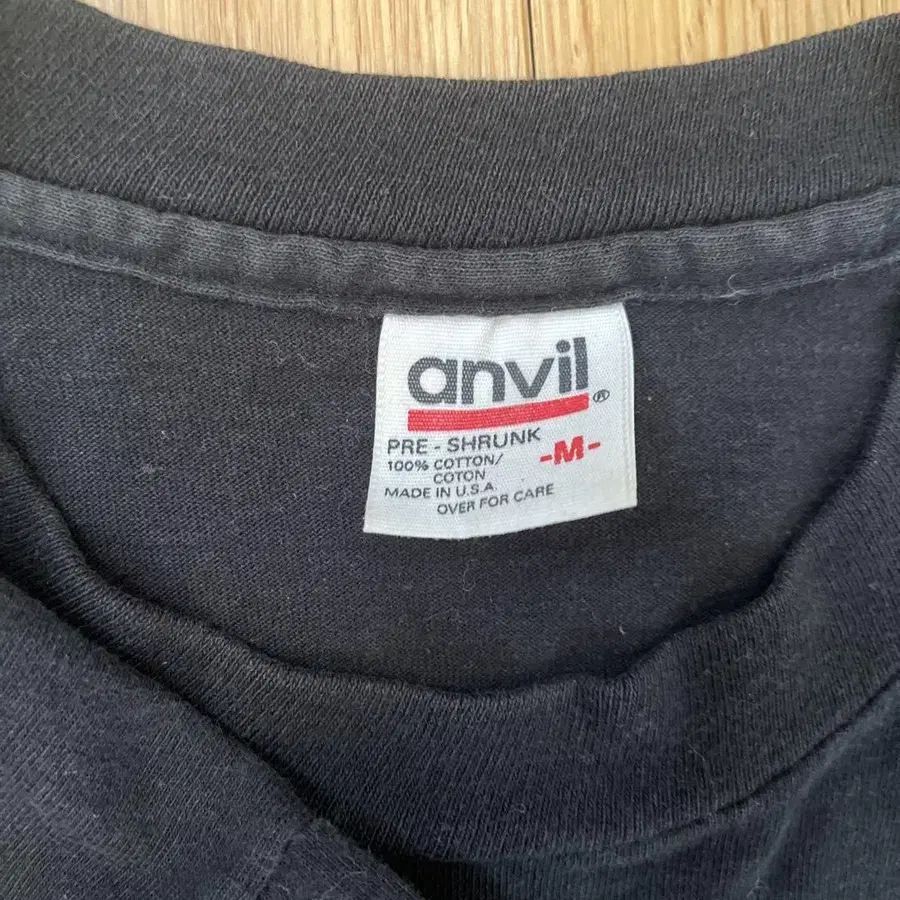 anvil ®
PRE - SHRUNK -M-
100% COTTON/
COTON
MADE IN U.S.A.
OVER FOR CARE